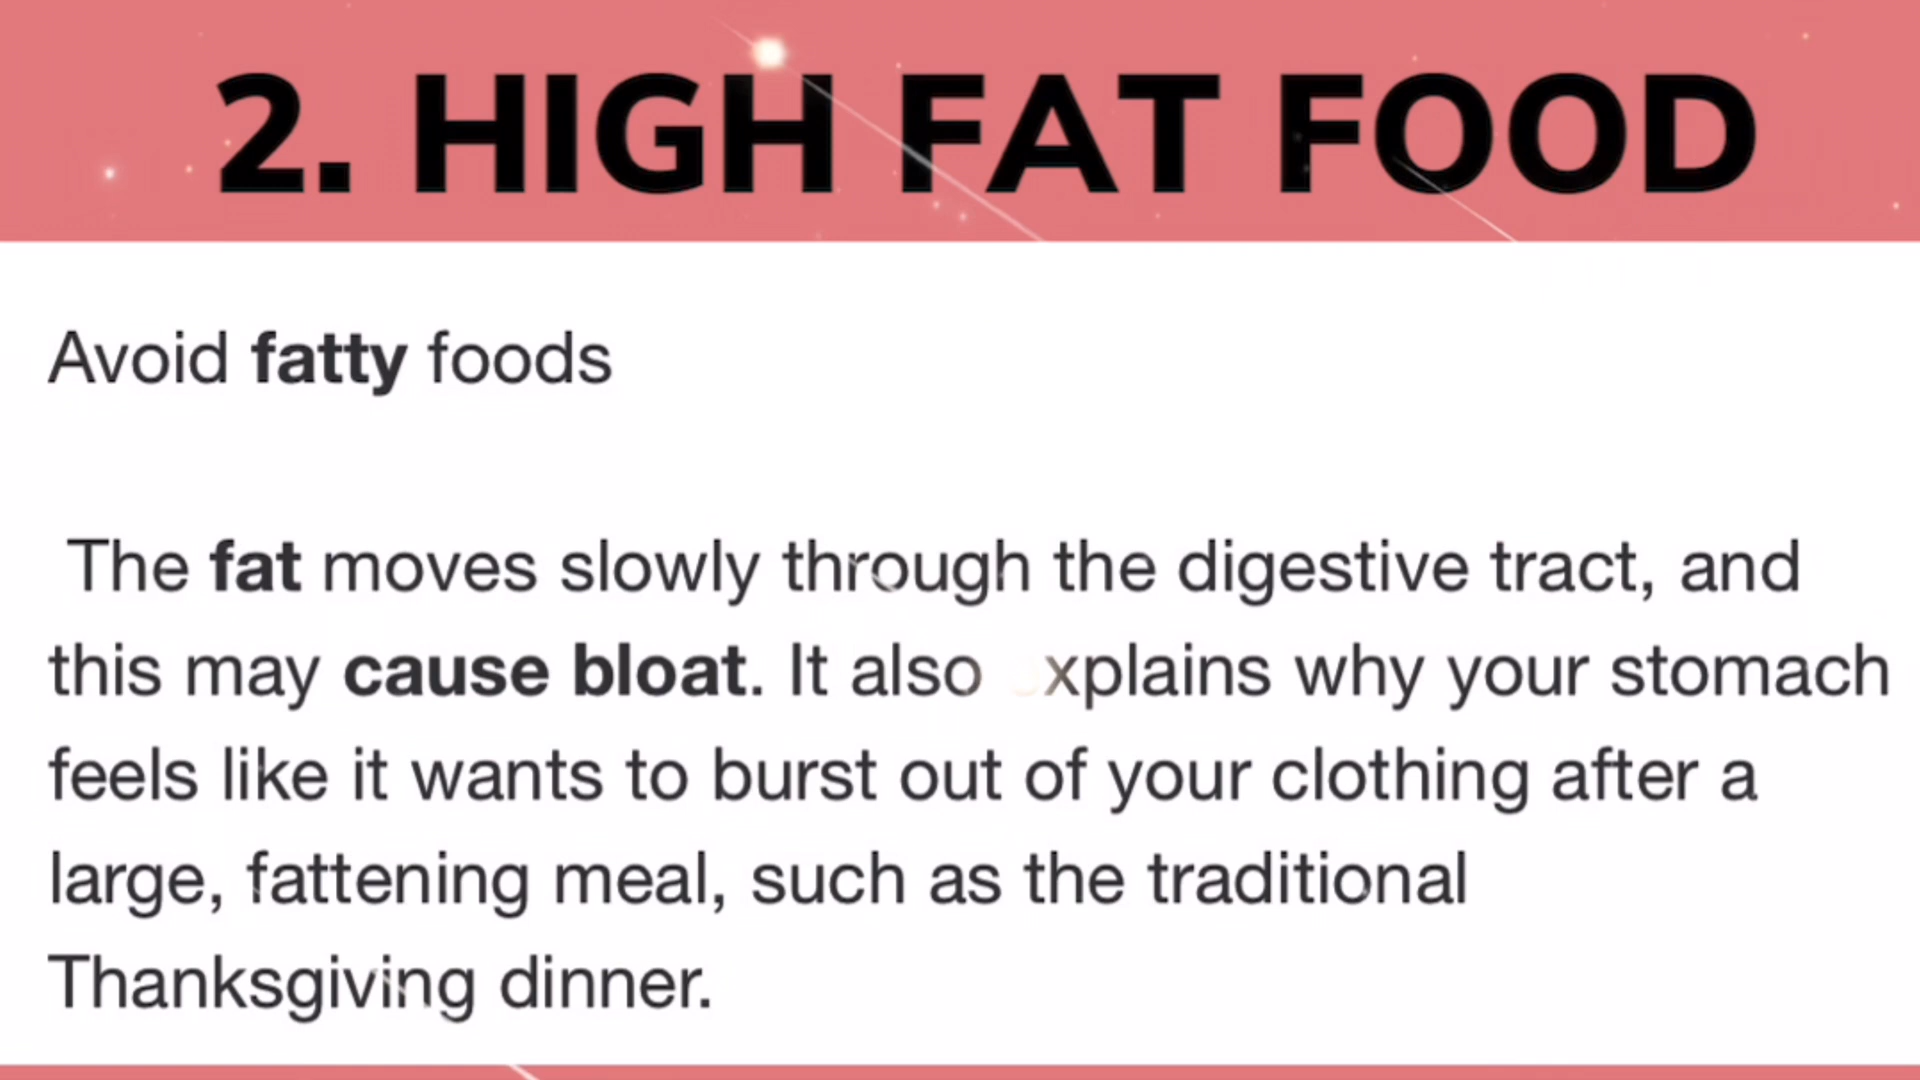 2. HIGH FAT FOOD
Avoid fatty foods
The fat moves slowly through the digestive tract, and
this may cause bloat. It also explains why your stomach
feels like it wants to burst out of your clothing after a
large, fattening meal, such as the traditional
Thanksgiving dinner.